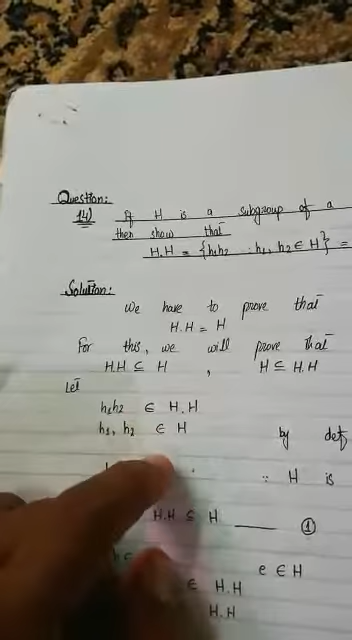 Question:
14) If H is a subgroup of a
then show that
H.H = {h₁h₂ : h₁, h₂ ∈ H} =
Solution:
We have to prove that
H.H = H
For this, we will prove that
H.H ⊆ H , H ⊆ H.H
Let
h₁h₂ ∈ H.H
h₁, h₂ ∈ H by def
∵ H is
H.H ⊆ H —— ①
e ∈ H
∈ H.H
H.H